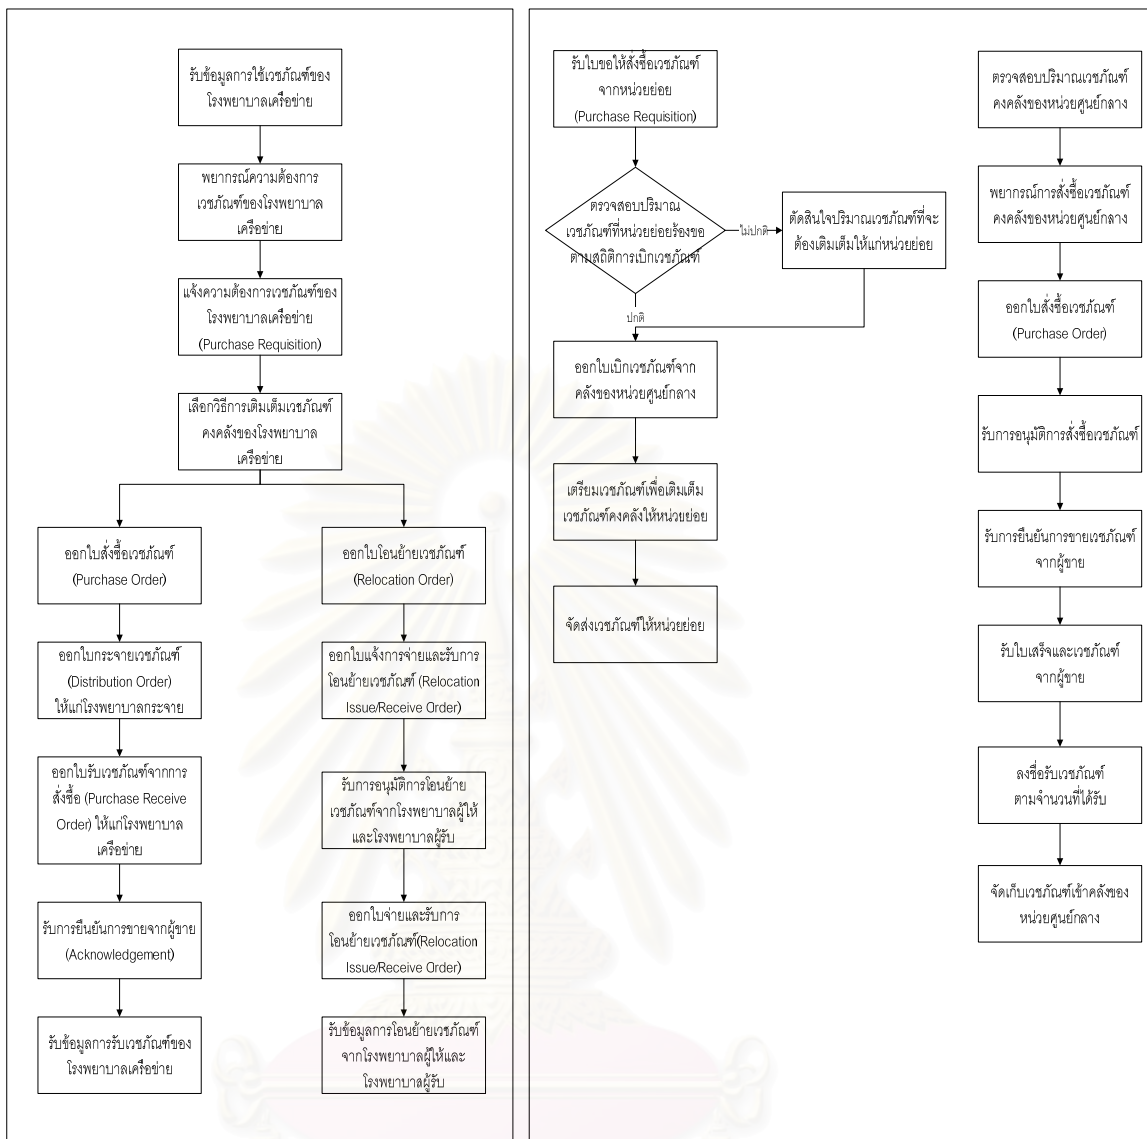 รับข้อมูลการใช้เวชภัณฑ์ของ
โรงพยาบาลเครือข่าย
พยากรณ์ความต้องการ
เวชภัณฑ์ของโรงพยาบาล
เครือข่าย
แจ้งความต้องการเวชภัณฑ์ของ
โรงพยาบาลเครือข่าย
(Purchase Requisition)
เลือกวิธีการเติมเต็มเวชภัณฑ์
คงคลังของโรงพยาบาล
เครือข่าย
ออกใบสั่งซื้อเวชภัณฑ์
(Purchase Order)
ออกใบกระจายเวชภัณฑ์
(Distribution Order)
ให้แก่โรงพยาบาลกระจาย
ออกใบรับเวชภัณฑ์จากการ
สั่งซื้อ (Purchase Receive
Order) ให้แก่โรงพยาบาล
เครือข่าย
รับการยืนยันการขายจากผู้ขาย
(Acknowledgement)
รับข้อมูลการรับเวชภัณฑ์ของ
โรงพยาบาลเครือข่าย
ออกใบโอนย้ายเวชภัณฑ์
(Relocation Order)
ออกใบแจ้งการจ่ายและรับการ
โอนย้ายเวชภัณฑ์ (Relocation
Issue/Receive Order)
รับการอนุมัติการโอนย้าย
เวชภัณฑ์จากโรงพยาบาลผู้ให้
และโรงพยาบาลผู้รับ
ออกใบจ่ายและรับการ
โอนย้ายเวชภัณฑ์(Relocation
Issue/Receive Order)
รับข้อมูลการโอนย้ายเวชภัณฑ์
จากโรงพยาบาลผู้ให้และ
โรงพยาบาลผู้รับ
รับใบขอให้สั่งซื้อเวชภัณฑ์
จากหน่วยย่อย
(Purchase Requisition)
ตรวจสอบปริมาณ
เวชภัณฑ์ที่หน่วยย่อยร้องขอ
ตามสถิติการเบิกเวชภัณฑ์
ไม่ปกติ
ตัดสินใจปริมาณเวชภัณฑ์ที่จะ
ต้องเติมเต็มให้แก่หน่วยย่อย
ปกติ
ออกใบเบิกเวชภัณฑ์จาก
คลังของหน่วยศูนย์กลาง
เตรียมเวชภัณฑ์เพื่อเติมเต็ม
เวชภัณฑ์คงคลังให้หน่วยย่อย
จัดส่งเวชภัณฑ์ให้หน่วยย่อย
ตรวจสอบปริมาณเวชภัณฑ์
คงคลังของหน่วยศูนย์กลาง
พยากรณ์การสั่งซื้อเวชภัณฑ์
คงคลังของหน่วยศูนย์กลาง
ออกใบสั่งซื้อเวชภัณฑ์
(Purchase Order)
รับการอนุมัติการสั่งซื้อเวชภัณฑ์
รับการยืนยันการขายเวชภัณฑ์
จากผู้ขาย
รับใบเสร็จและเวชภัณฑ์
จากผู้ขาย
ลงชื่อรับเวชภัณฑ์
ตามจำนวนที่ได้รับ
จัดเก็บเวชภัณฑ์เข้าคลังของ
หน่วยศูนย์กลาง